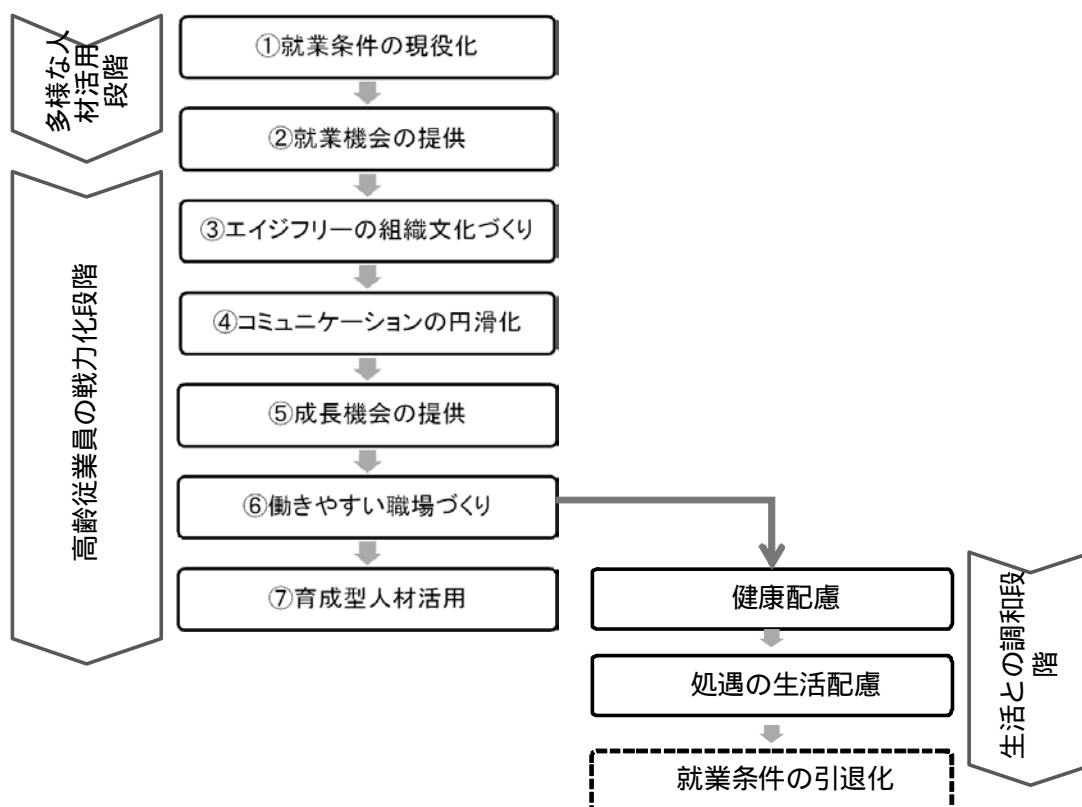 多様な人
材活用
段階
①就業条件の現役化
②就業機会の提供
高齢従業員の戦力化段階
③エイジフリーの組織文化づくり
④コミュニケーションの円滑化
⑤成長機会の提供
⑥働きやすい職場づくり
⑦育成型人材活用
健康配慮
処遇の生活配慮
就業条件の引退化
生活との調和段
階